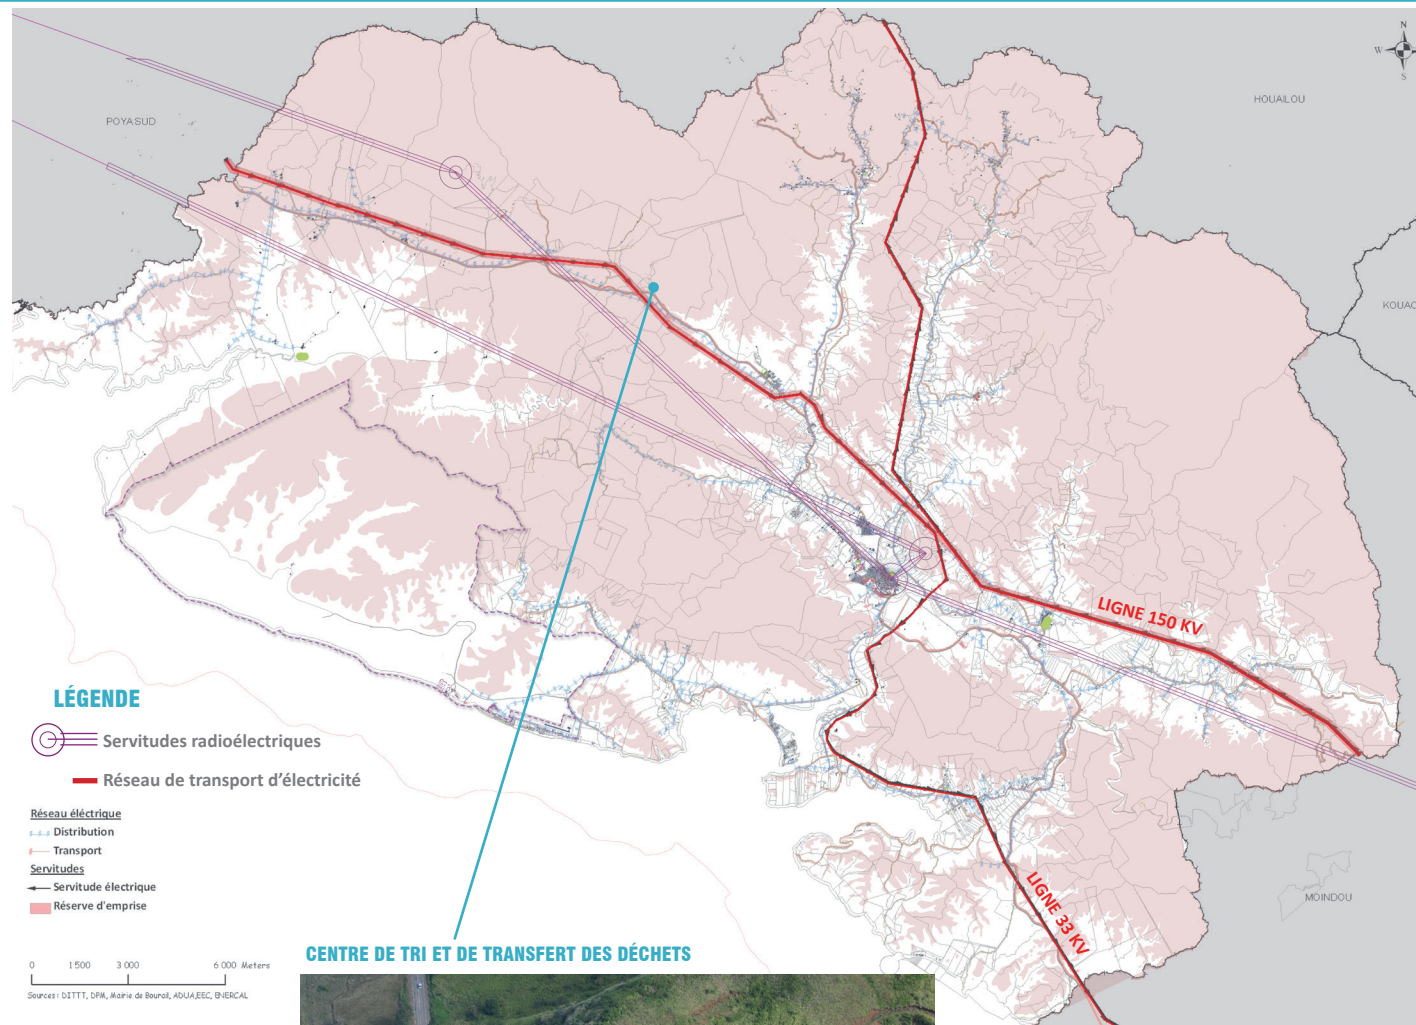 N
W
S
HOUAILOU
POYA SUD
KOUAO
LIGNE 150 KV
LÉGENDE
Servitudes radioélectriques
Réseau de transport d'électricité
Réseau éléctrique
Distribution
Transport
Servitudes
Servitude électrique
Réserve d'emprise
MOINDOU
LIGNE 33 KV
CENTRE DE TRI ET DE TRANSFERT DES DÉCHETS
0 1 500 3 000 6 000 Meters
Sources : DITTT, DPM, Mairie de Bourail, ADUA,EEC, ENERCAL